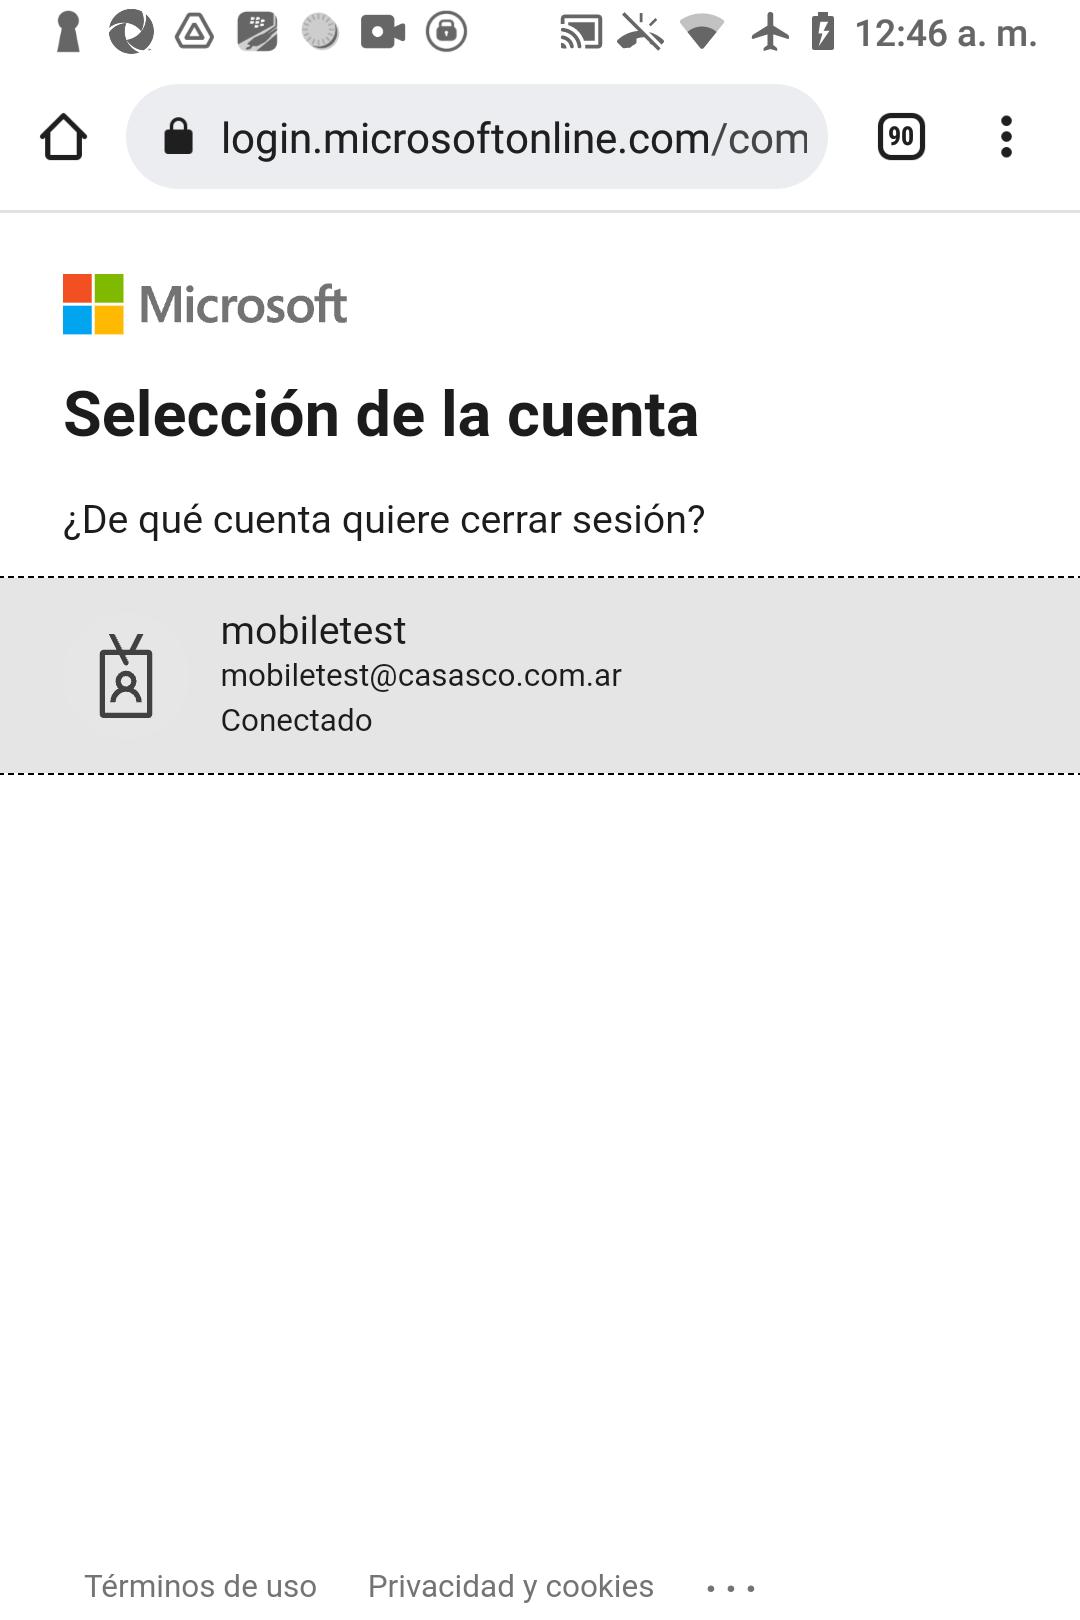 12:46 a. m.
login.microsoftonline.com/com
90
Microsoft
Selección de la cuenta
¿De qué cuenta quiere cerrar sesión?
mobiletest
mobiletest@casasco.com.ar
Conectado
Términos de uso Privacidad y cookies ...